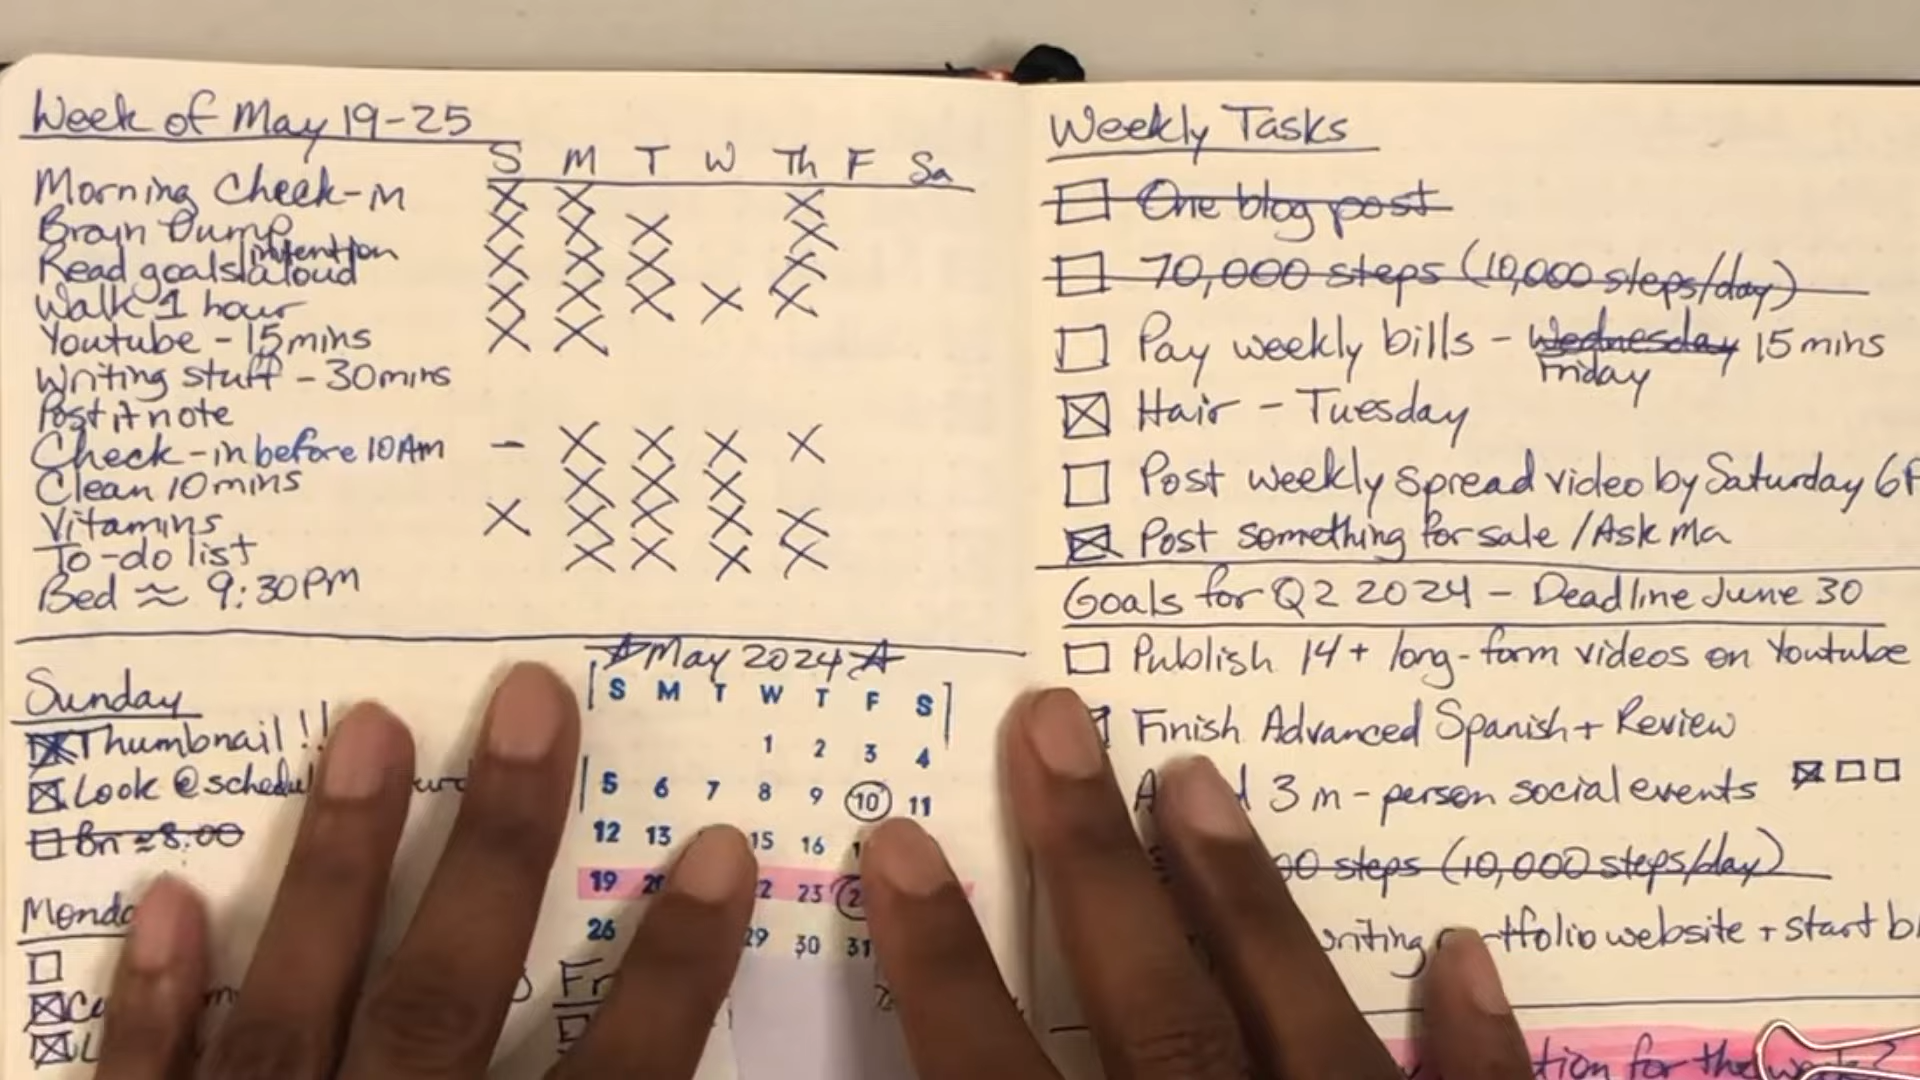 Week of May 19-25
S M T W Th F Sa
Morning Check-in
Brain Dump
Read goals/intention aloud
Walk 1 hour
Youtube - 15mins
Writing stuff - 30mins
Post it note
Check-in before 10AM
Clean 10mins
Vitamins
To-do list
Bed ≈ 9:30PM
Sunday
Thumbnail!!
Look @
≈8:00
May 2024
S M T W T F S
1 2 3 4
5 6 7 8 9 10 11
12 13 15 16
19 23
26 29 30 31
Weekly Tasks
One blog post
70,000 steps (10,000 steps/day)
Pay weekly bills - Wednesday 15mins
Friday
Hair - Tuesday
Post weekly spread video by Saturday
Post something for sale /Ask Ma
Goals for Q2 2024 - Deadline June 30
Publish 14+ long-form videos on Youtube
Finish Advanced Spanish + Review
3 in-person social events
steps (10,000 steps/day)
website + start
for the week?